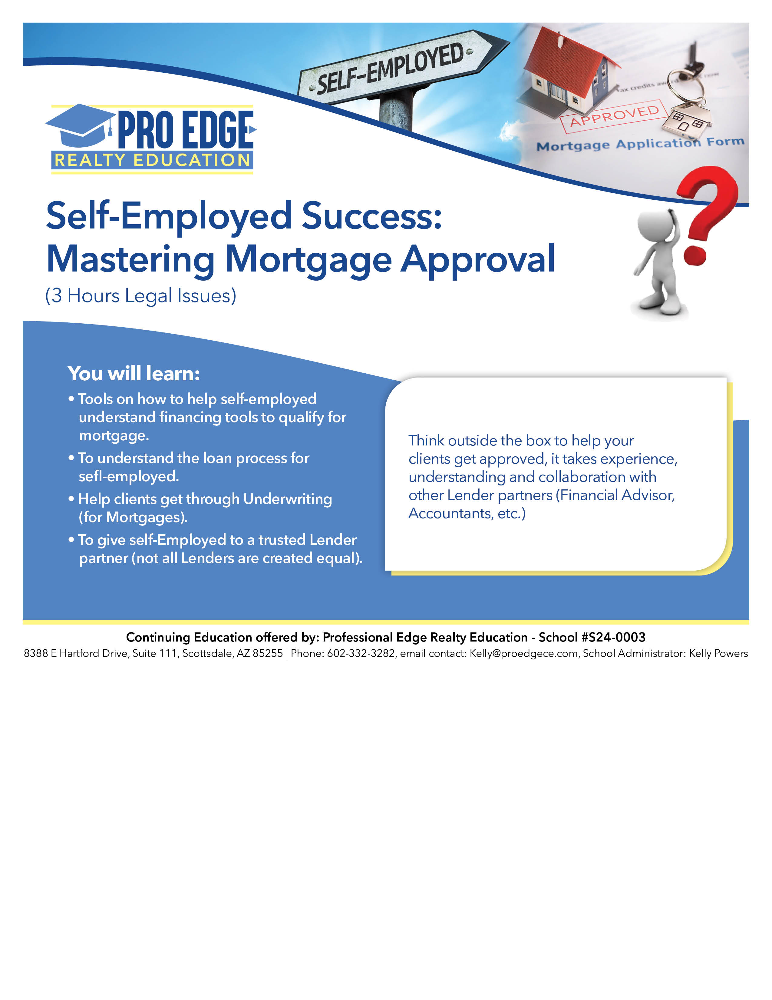 SELF-EMPLOYED
tax credits
now
APPROVED
Mortgage Application Form
PRO EDGE
REALTY EDUCATION
Self-Employed Success:
Mastering Mortgage Approval
(3 Hours Legal Issues)
You will learn:
• Tools on how to help self-employed
understand financing tools to qualify for
mortgage.
• To understand the loan process for
sefl-employed.
• Help clients get through Underwriting
(for Mortgages).
• To give self-Employed to a trusted Lender
partner (not all Lenders are created equal).
Think outside the box to help your
clients get approved, it takes experience,
understanding and collaboration with
other Lender partners (Financial Advisor,
Accountants, etc.)
Continuing Education offered by: Professional Edge Realty Education - School #S24-0003
8388 E Hartford Drive, Suite 111, Scottsdale, AZ 85255 | Phone: 602-332-3282, email contact: Kelly@proedgece.com, School Administrator: Kelly Powers